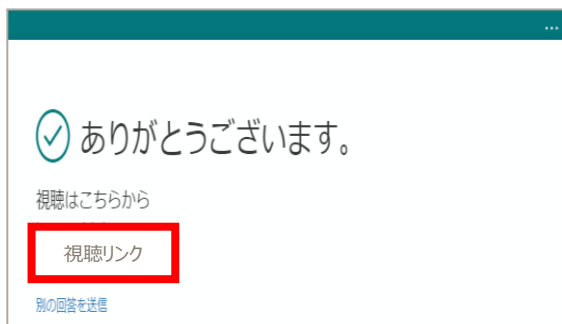 …
ありがとうございます。
視聴はこちらから
視聴リンク
別の回答を送信